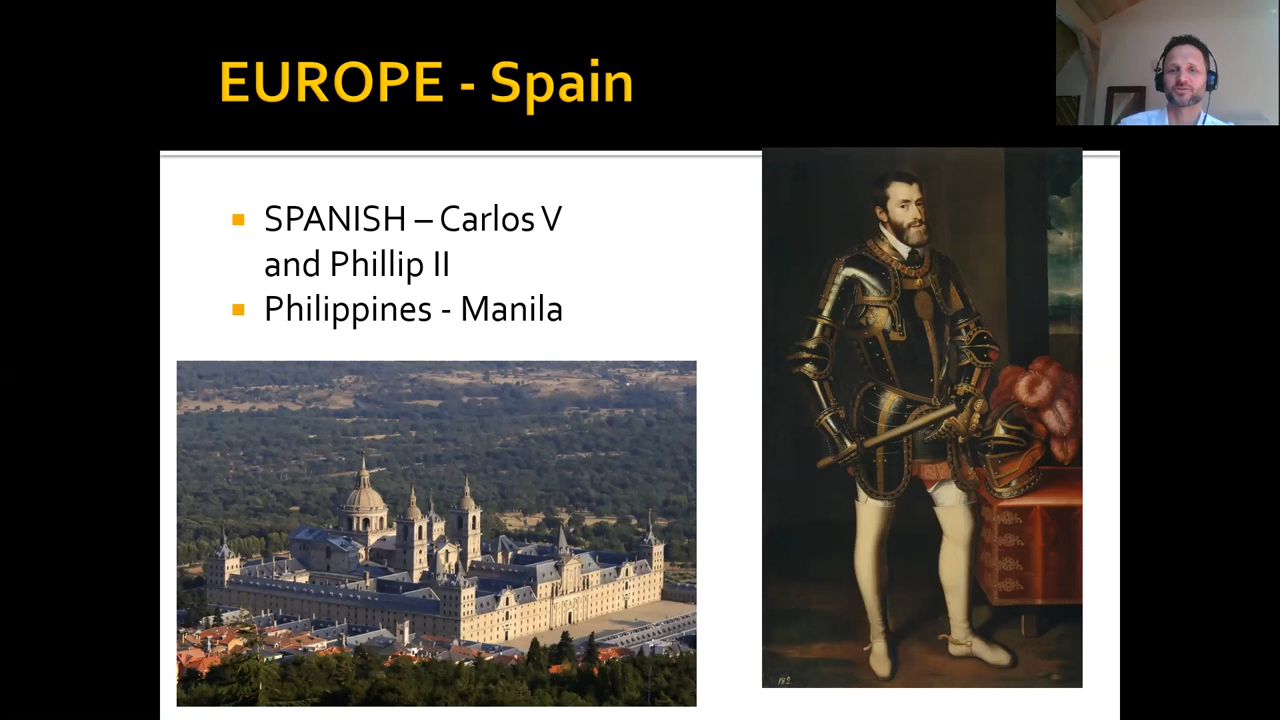 EUROPE - Spain
SPANISH – Carlos V
and Phillip II
Philippines - Manila